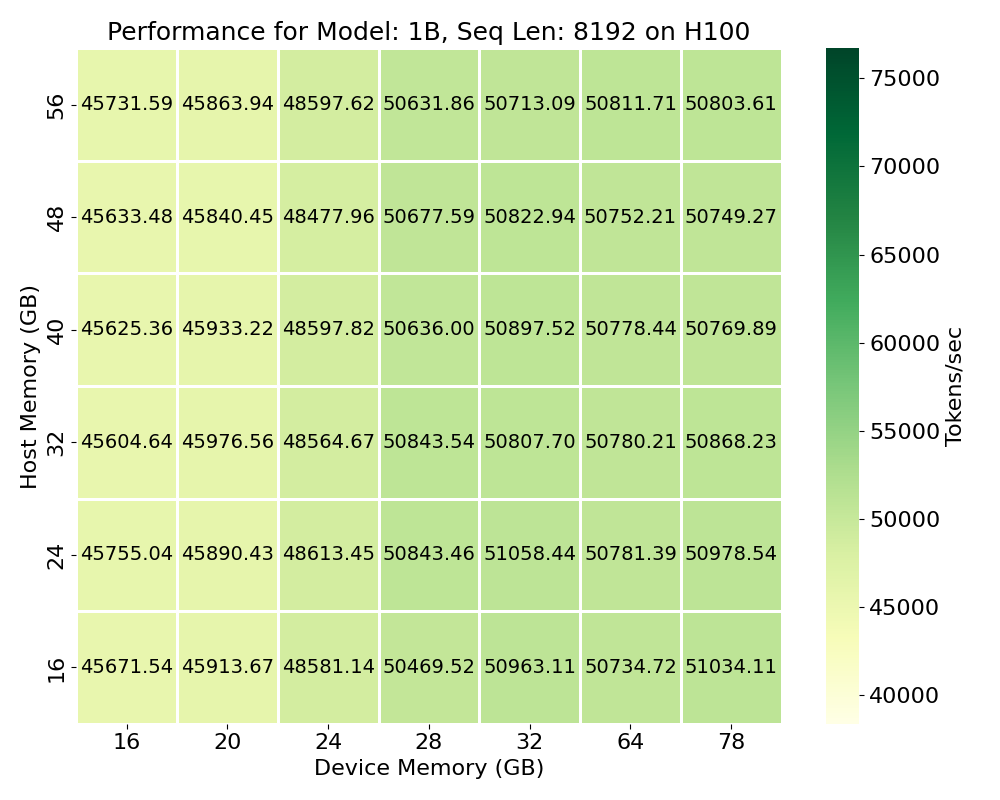 Performance for Model: 1B, Seq Len: 8192 on H100
Host Memory (GB)
56 45731.59 45863.94 48597.62 50631.86 50713.09 50811.71 50803.61
48 45633.48 45840.45 48477.96 50677.59 50822.94 50752.21 50749.27
40 45625.36 45933.22 48597.82 50636.00 50897.52 50778.44 50769.89
32 45604.64 45976.56 48564.67 50843.54 50807.70 50780.21 50868.23
24 45755.04 45890.43 48613.45 50843.46 51058.44 50781.39 50978.54
16 45671.54 45913.67 48581.14 50469.52 50963.11 50734.72 51034.11
16 20 24 28 32 64 78
Device Memory (GB)
75000
70000
65000
60000
55000
50000
45000
40000
Tokens/sec